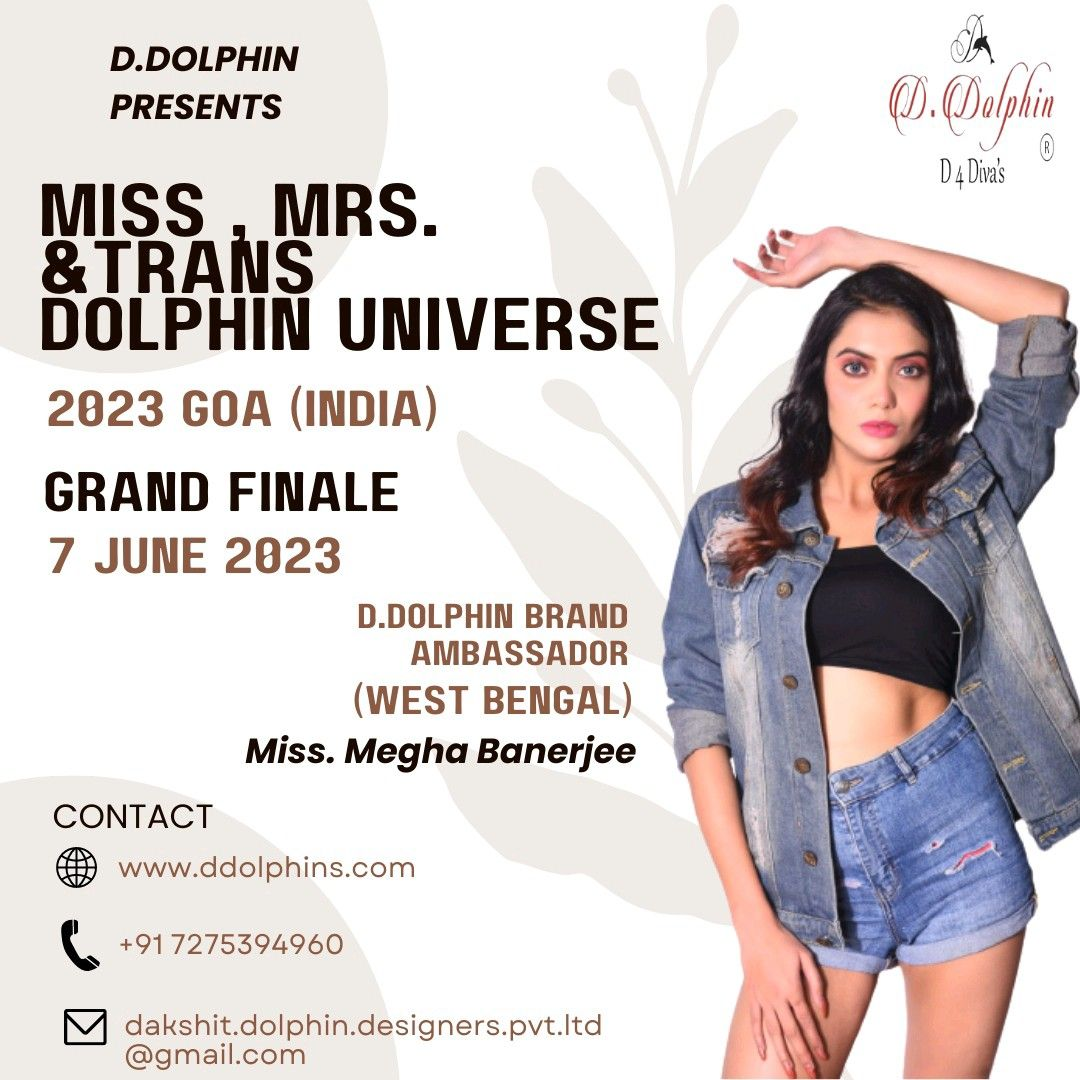 D.DOLPHIN
PRESENTS
D.Dolphin
®
D 4 Diva's
MISS , MRS.
&TRANS
DOLPHIN UNIVERSE
2023 GOA (INDIA)
GRAND FINALE
7 JUNE 2023
D.DOLPHIN BRAND
AMBASSADOR
(WEST BENGAL)
Miss. Megha Banerjee
CONTACT
www.ddolphins.com
+91 7275394960
dakshit.dolphin.designers.pvt.ltd
@gmail.com